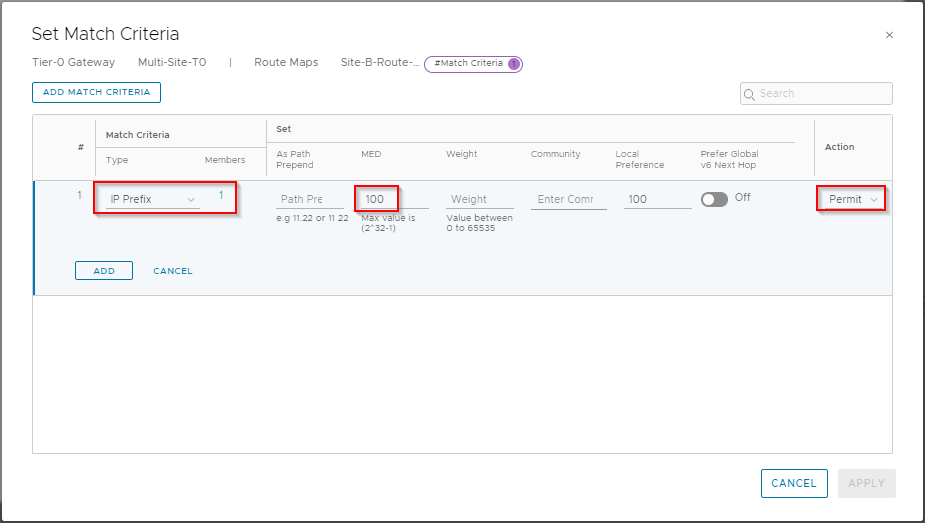 Set Match Criteria
×
Tier-0 Gateway Multi-Site-T0 | Route Maps Site-B-Route-... #Match Criteria 1
ADD MATCH CRITERIA
Search
# Match Criteria Set Action
Type Members As Path Prepend MED Weight Community Local Preference Prefer Global v6 Next Hop
1 IP Prefix 1 Path Pre 100 Weight Enter Comr 100 Off Permit
e.g 11.22 or 11 22 Max value is (2^32-1) Value between 0 to 65535
ADD CANCEL
CANCEL APPLY